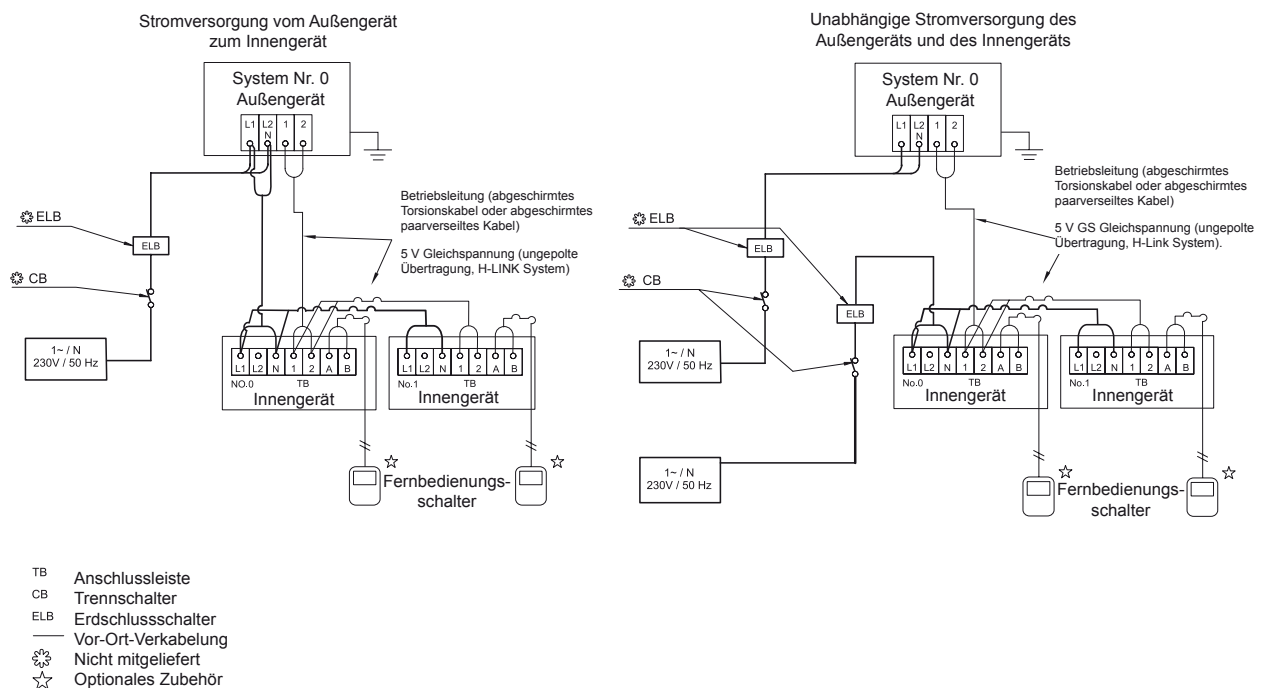 Stromversorgung vom Außengerät
zum Innengerät
System Nr. 0
Außengerät
L1 L2 1 2
N
Betriebsleitung (abgeschirmtes
Torsionskabel oder abgeschirmtes
paarverseiltes Kabel)
5 V Gleichspannung (ungepolte
Übertragung, H-LINK System)
ELB
ELB
CB
1~ / N
230V / 50 Hz
L1 L2 N 1 2 A B
NO.0 TB
Innengerät
L1 L2 N 1 2 A B
No.1 TB
Innengerät
Fernbedienungs-
schalter
Unabhängige Stromversorgung des
Außengeräts und des Innengeräts
System Nr. 0
Außengerät
L1 L2 1 2
N
Betriebsleitung (abgeschirmtes
Torsionskabel oder abgeschirmtes
paarverseiltes Kabel)
5 V GS Gleichspannung (ungepolte
Übertragung, H-Link System).
ELB
ELB
CB
ELB
1~ / N
230V / 50 Hz
L1 L2 N 1 2 A B
No.0 TB
Innengerät
L1 L2 N 1 2 A B
No.1 TB
Innengerät
1~ / N
230V / 50 Hz
Fernbedienungs-
schalter
TB Anschlussleiste
CB Trennschalter
ELB Erdschlussschalter
Vor-Ort-Verkabelung
Nicht mitgeliefert
Optionales Zubehör